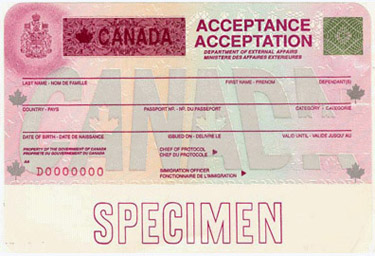 CANADA
ACCEPTANCE
ACCEPTATION
DEPARTMENT OF EXTERNAL AFFAIRS
MINISTERE DES AFFAIRES EXTERIEURES
LAST NAME - NOM DE FAMILLE FIRST NAME - PRENOM DEFENDANT(S)
COUNTRY - PAYS PASSPORT NR. - NR. DU PASSEPORT CATEGORY - CATEGORIE
CANADA
DATE OF BIRTH - DATE DE NAISSANCE ISSUED ON - DELIVRE LE VALID UNTIL - VALIDE JUSQU'AU
PROPERTY OF THE GOVERNMENT OF CANADA CHIEF OF PROTOCOL
PROPRIETE DU GOUVERNEMENT DU CANADA CHEF DU PROTOCOLE
D0000000 IMMIGRATION OFFICER
FONCTIONNAIRE DE L'IMMIGRATION
SPECIMEN